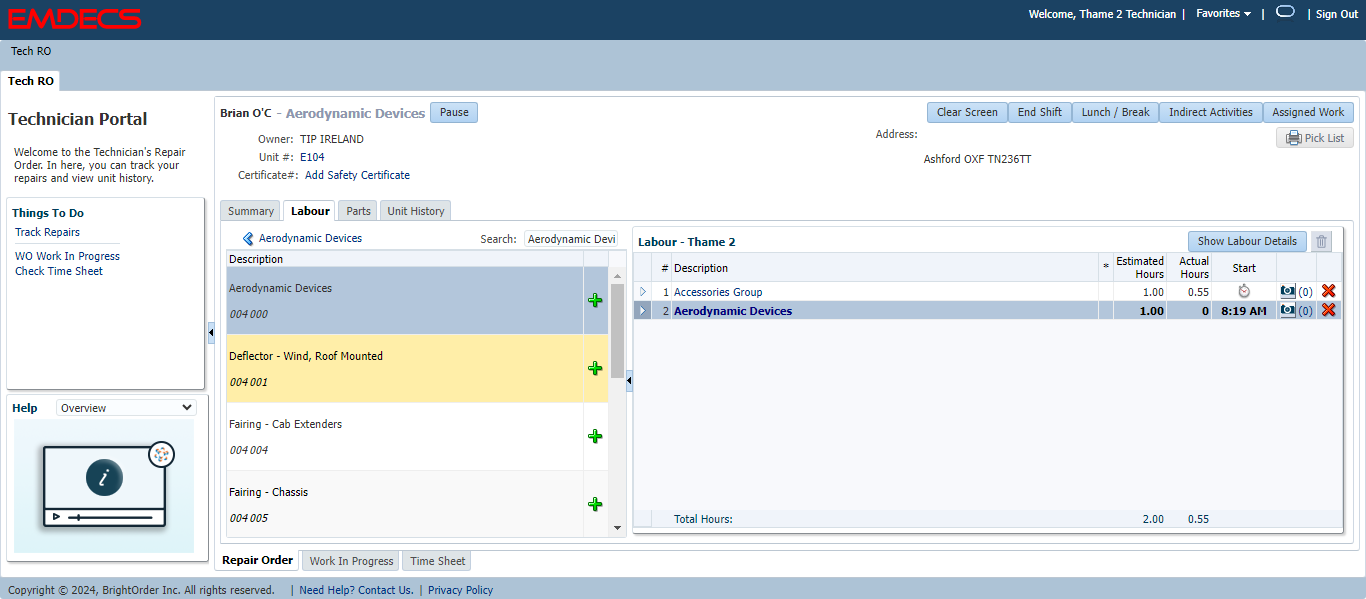 EMDECS
Welcome, Thame 2 Technician | Favorites | | Sign Out
Tech RO
Tech RO
Technician Portal
Welcome to the Technician's Repair
Order. In here, you can track your
repairs and view unit history.
Things To Do
Track Repairs
WO Work In Progress
Check Time Sheet
Help Overview
i
Brian O'C - Aerodynamic Devices Pause
Clear Screen End Shift Lunch / Break Indirect Activities Assigned Work
Owner: TIP IRELAND
Address:
Pick List
Unit #: E104
Ashford OXF TN236TT
Certificate#: Add Safety Certificate
Summary Labour Parts Unit History
Aerodynamic Devices Search: Aerodynamic Devi
Description
Aerodynamic Devices
004 000
Deflector - Wind, Roof Mounted
004 001
Fairing - Cab Extenders
004 004
Fairing - Chassis
004 005
Labour - Thame 2 Show Labour Details
# Description * Estimated Hours Actual Hours Start
1 Accessories Group 1.00 0.55 (0)
2 Aerodynamic Devices 1.00 0 8:19 AM (0)
Total Hours: 2.00 0.55
Repair Order Work In Progress Time Sheet
Copyright © 2024, BrightOrder Inc. All rights reserved. | Need Help? Contact Us. | Privacy Policy